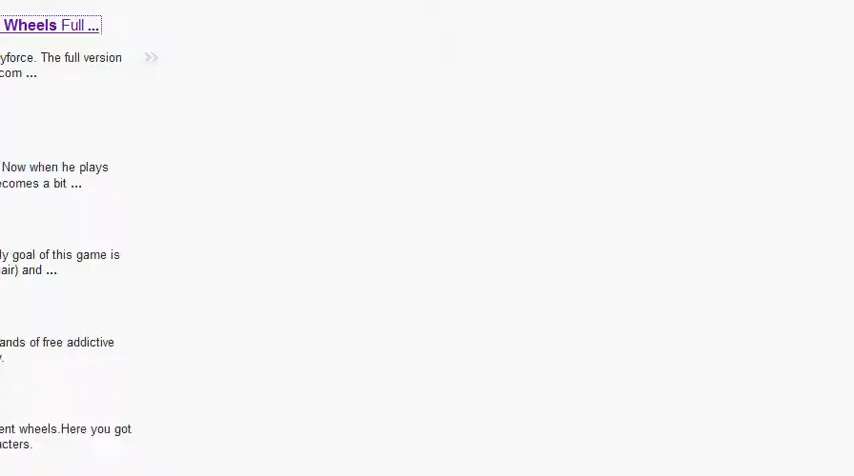 Wheels Full ...
yforce. The full version
com ...
Now when he plays
ecomes a bit ...
ly goal of this game is
air) and ...
ands of free addictive
y.
ent wheels.Here you got
acters.